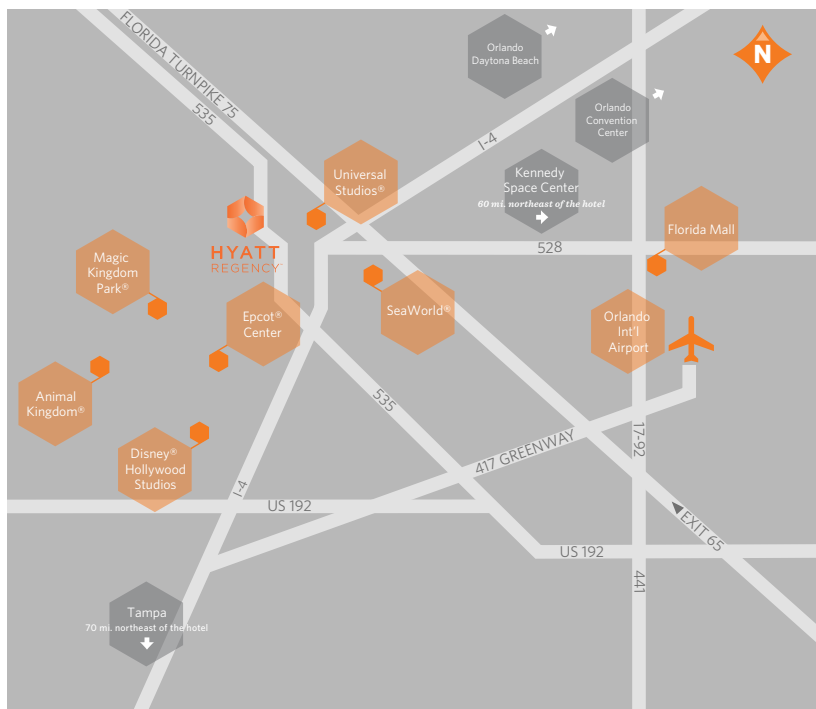 FLORIDA TURNPIKE 75
535
Orlando
Daytona Beach
N
Orlando
Convention
Center
I-4
Universal
Studios®
Kennedy
Space Center
60 mi. northeast of the hotel
HYATT
REGENCY™
Florida Mall
528
Magic
Kingdom
Park®
Epcot®
Center
SeaWorld®
Orlando
Int'l
Airport
Animal
Kingdom®
535
Disney®
Hollywood
Studios
417 GREENWAY
17-92
I-4
US 192
EXIT 65
US 192
441
Tampa
70 mi. northeast of the hotel